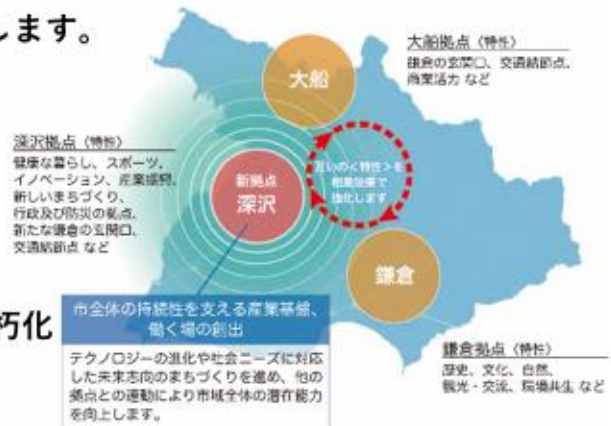 します。
大船拠点（特性）
鎌倉の玄関口、交通結節点、
商業活力 など
大船
深沢拠点（特性）
健康な暮らし、スポーツ、
イノベーション、産業振興、
新しいまちづくり、
行政及び防災の拠点、
新たな鎌倉の玄関口、
交通結節点 など
新拠点
深沢
互いの<特性>を
相乗効果で
強化します
鎌倉
朽化
市全体の持続性を支える産業基盤、
働く場の創出
テクノロジーの進化や社会ニーズに対応
した未来志向のまちづくりを進め、他の
拠点との連動により市域全体の潜在能力
を向上します。
鎌倉拠点（特性）
歴史、文化、自然、
観光・交流、環境共生 など